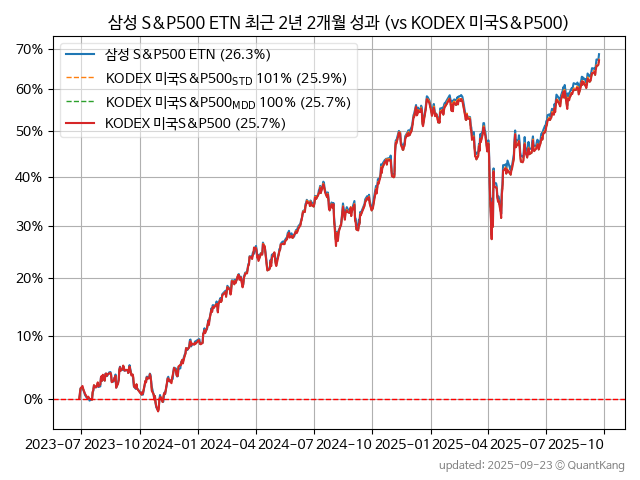 삼성 S&P500 ETN 최근 2년 2개월 성과 (vs KODEX 미국S&P500)
70%
60%
50%
40%
30%
20%
10%
0%
삼성 S&P500 ETN (26.3%)
KODEX 미국S&P500STD 101% (25.9%)
KODEX 미국S&P500MDD 100% (25.7%)
KODEX 미국S&P500 (25.7%)
2023-07 2023-10 2024-01 2024-04 2024-07 2024-10 2025-01 2025-04 2025-07 2025-10
updated: 2025-09-23 © QuantKang